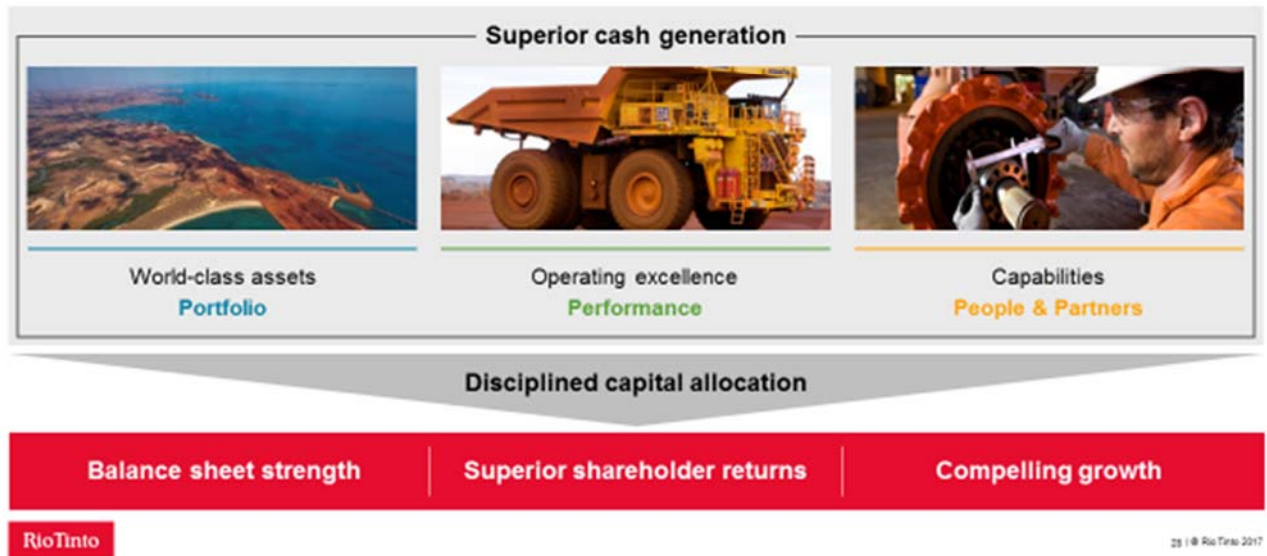 Superior cash generation
World-class assets
Portfolio
Operating excellence
Performance
Capabilities
People & Partners
Disciplined capital allocation
Balance sheet strength
Superior shareholder returns
Compelling growth
RioTinto
| © Rio Tinto 2017